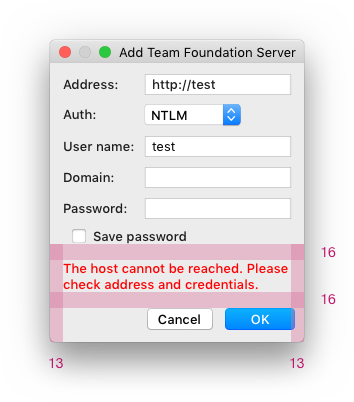 Add Team Foundation Server
Address: http://test
Auth: NTLM
User name: test
Domain:
Password:
Save password
16
The host cannot be reached. Please
check address and credentials.
16
Cancel OK
13 13